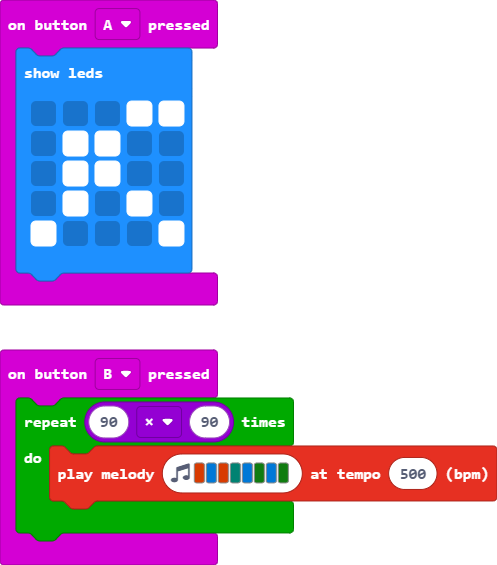 on button A pressed
show leds
on button B pressed
repeat 90 × 90 times
do
play melody at tempo 500 (bpm)